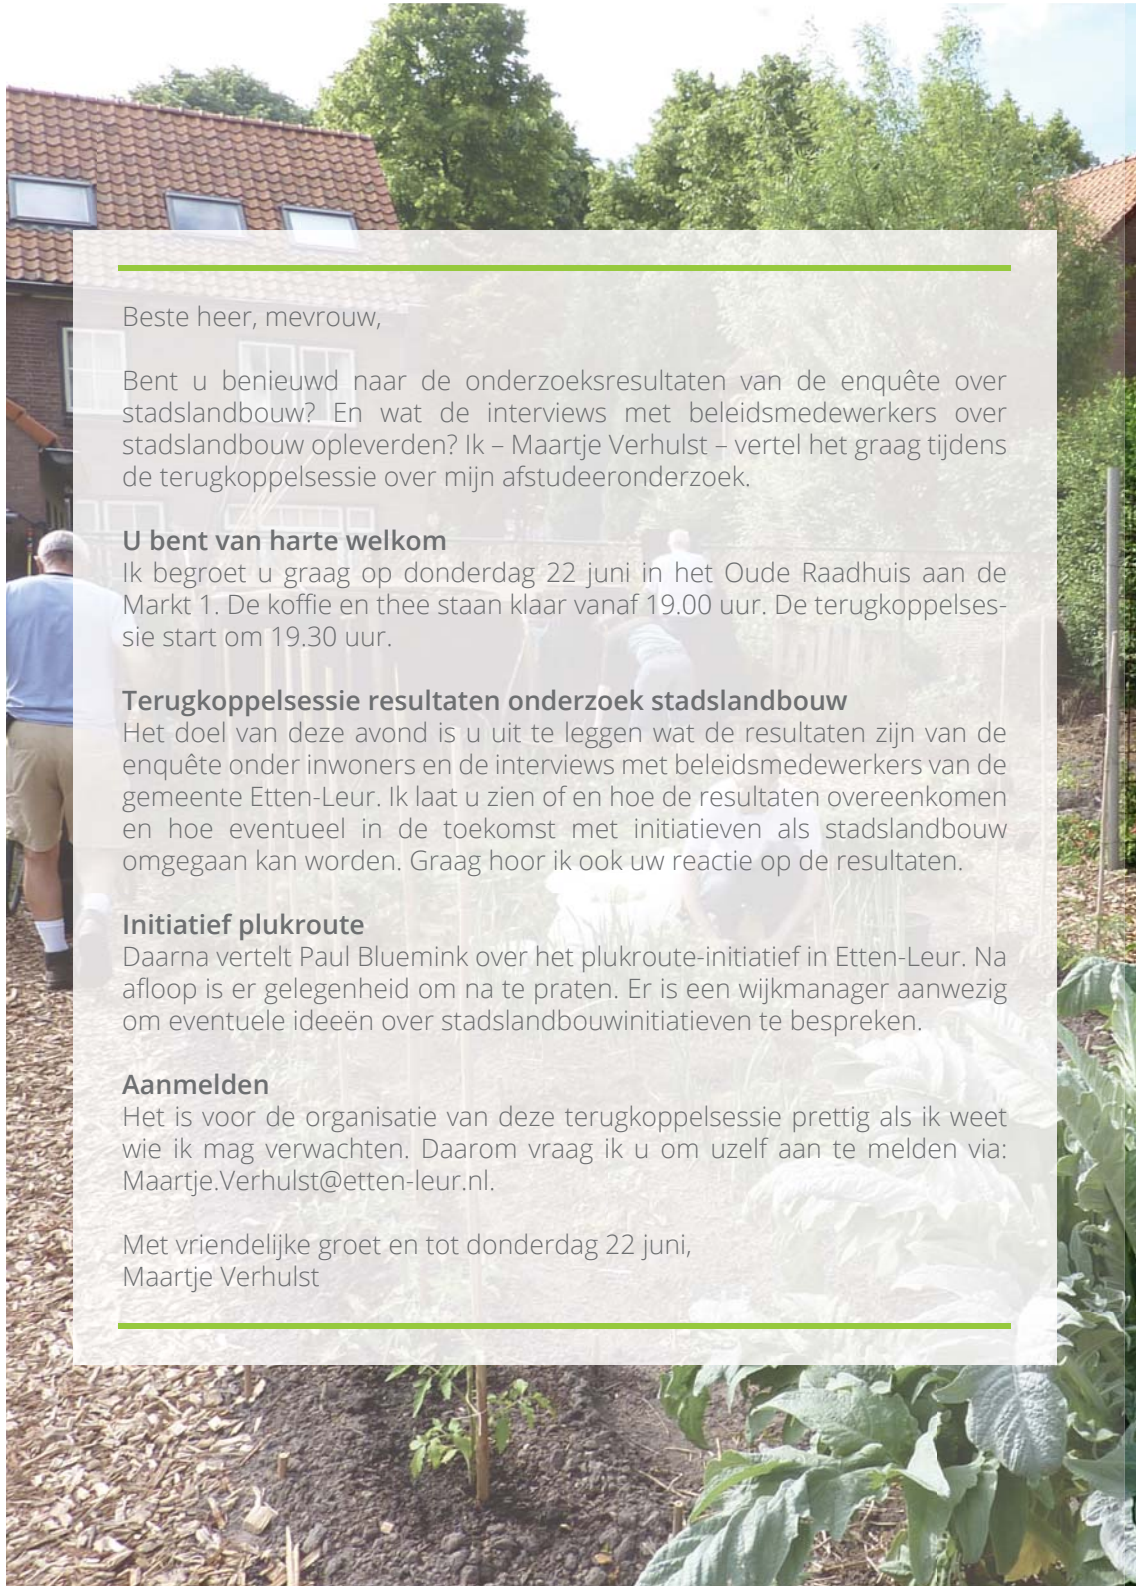 Beste heer, mevrouw,
Bent u benieuwd naar de onderzoeksresultaten van de enquête over
stadslandbouw? En wat de interviews met beleidsmedewerkers over
stadslandbouw opleverden? Ik – Maartje Verhulst – vertel het graag tijdens
de terugkoppelsessie over mijn afstudeeronderzoek.
U bent van harte welkom
Ik begroet u graag op donderdag 22 juni in het Oude Raadhuis aan de
Markt 1. De koffie en thee staan klaar vanaf 19.00 uur. De terugkoppelses-
sie start om 19.30 uur.
Terugkoppelsessie resultaten onderzoek stadslandbouw
Het doel van deze avond is u uit te leggen wat de resultaten zijn van de
enquête onder inwoners en de interviews met beleidsmedewerkers van de
gemeente Etten-Leur. Ik laat u zien of en hoe de resultaten overeenkomen
en hoe eventueel in de toekomst met initiatieven als stadslandbouw
omgegaan kan worden. Graag hoor ik ook uw reactie op de resultaten.
Initiatief plukroute
Daarna vertelt Paul Bluemink over het plukroute-initiatief in Etten-Leur. Na
afloop is er gelegenheid om na te praten. Er is een wijkmanager aanwezig
om eventuele ideeën over stadslandbouwinitiatieven te bespreken.
Aanmelden
Het is voor de organisatie van deze terugkoppelsessie prettig als ik weet
wie ik mag verwachten. Daarom vraag ik u om uzelf aan te melden via:
Maartje.Verhulst@etten-leur.nl.
Met vriendelijke groet en tot donderdag 22 juni,
Maartje Verhulst